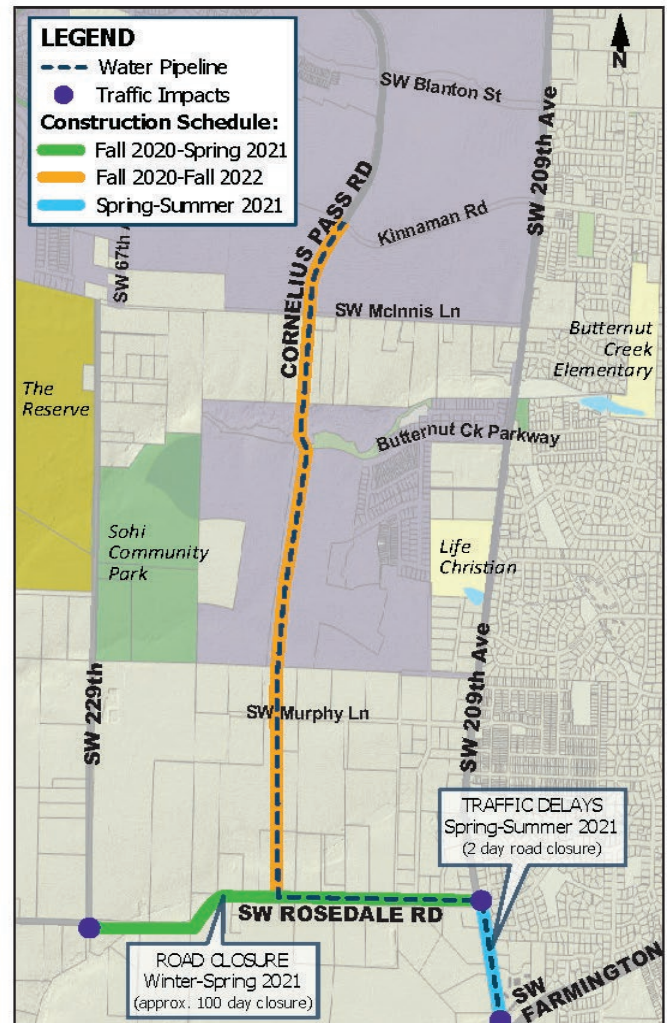 LEGEND
Water Pipeline
Traffic Impacts
Construction Schedule:
Fall 2020-Spring 2021
Fall 2020-Fall 2022
Spring-Summer 2021
N
SW Blanton St
SW 209th Ave
CORNELIUS PASS RD
Kinnaman Rd
SW 67th
SW McInnis Ln
Butternut
Creek
Elementary
The
Reserve
Butternut Ck Parkway
Sohi
Community
Park
Life
Christian
SW 229th
SW 209th Ave
SW Murphy Ln
TRAFFIC DELAYS
Spring-Summer 2021
(2 day road closure)
SW ROSEDALE RD
ROAD CLOSURE
Winter-Spring 2021
(approx. 100 day closure)
SW
FARMINGTON